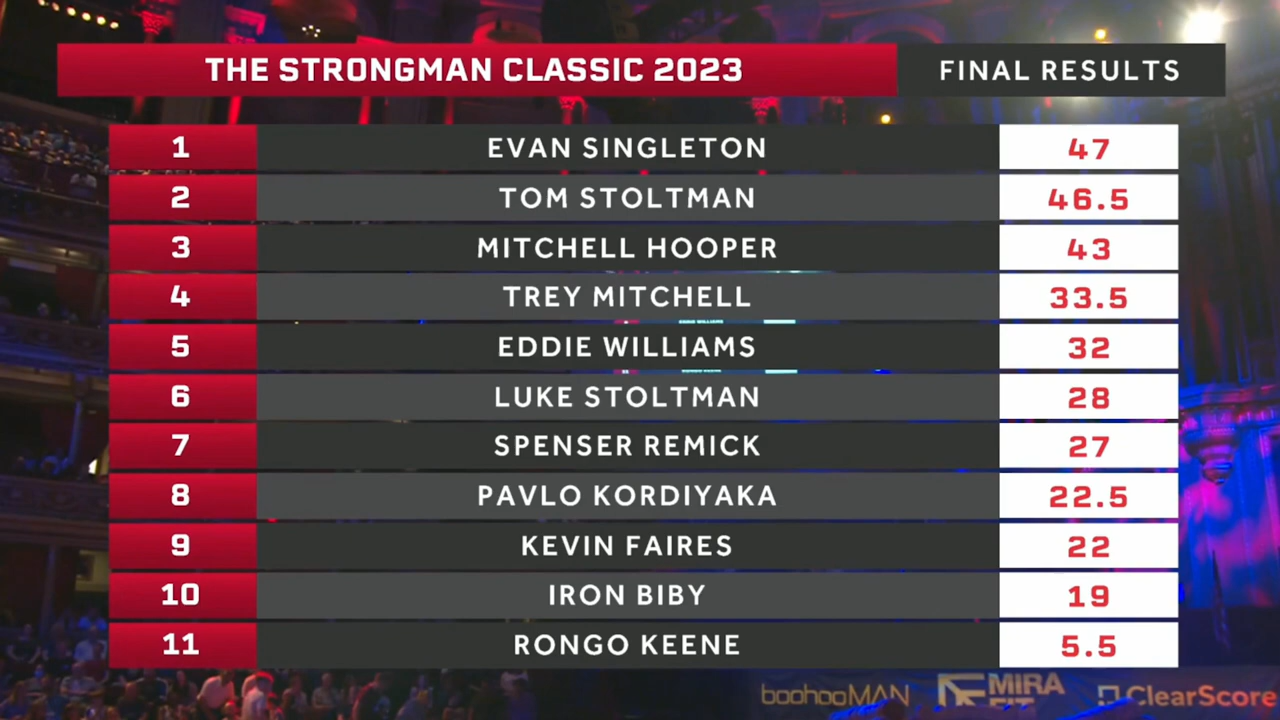 THE STRONGMAN CLASSIC 2023 FINAL RESULTS
1 EVAN SINGLETON 47
2 TOM STOLTMAN 46.5
3 MITCHELL HOOPER 43
4 TREY MITCHELL 33.5
5 EDDIE WILLIAMS 32
6 LUKE STOLTMAN 28
7 SPENSER REMICK 27
8 PAVLO KORDIYAKA 22.5
9 KEVIN FAIRES 22
10 IRON BIBY 19
11 RONGO KEENE 5.5
boohooMAN MIRA FIT ClearScore